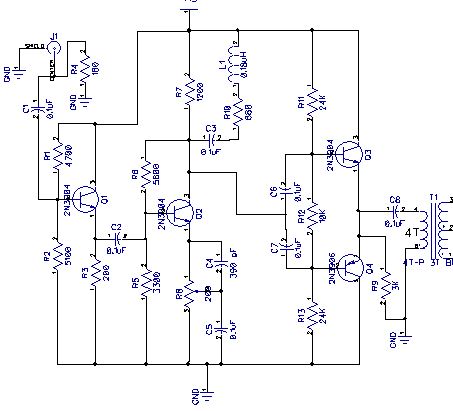 J1
SHIELD
CENTER
GND
R4
180
GND
C1
0.1uF
R1
4700
2N3904
Q1
R2
5100
R3
200
C2
0.1uF
R7
1200
L1
0.18uH
R10
680
C3
0.1uF
R6
5600
2N3904
Q2
R5
3300
C4
390 pF
R8
200
C5
0.1uF
GND
R11
24K
2N3904
Q3
C6
0.1uF
R12
10K
C7
0.1uF
2N3906
Q4
R13
24K
C8
0.1uF
R9
3K
GND
T1
4T
4T-P 3T